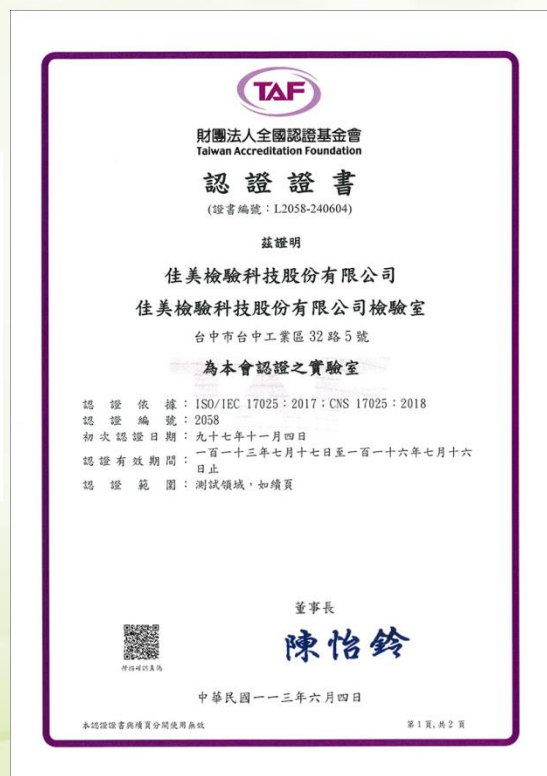 TAF
財團法人全國認證基金會
Taiwan Accreditation Foundation
認證證書
(證書編號：L2058-240604)
茲證明
佳美檢驗科技股份有限公司
佳美檢驗科技股份有限公司檢驗室
台中市台中工業區 32 路 5 號
為本會認證之實驗室
認證依據：ISO/IEC 17025：2017；CNS 17025：2018
認證編號：2058
初次認證日期：九十七年十一月四日
認證有效期間：一百一十三年七月十七日至一百一十六年七月十六
日止
認證範圍：測試領域，如續頁
董事長
陳怡鈴
掃描確認真偽
中華民國一一三年六月四日
本認證證書與續頁分開使用無效
第 1 頁,共 2 頁